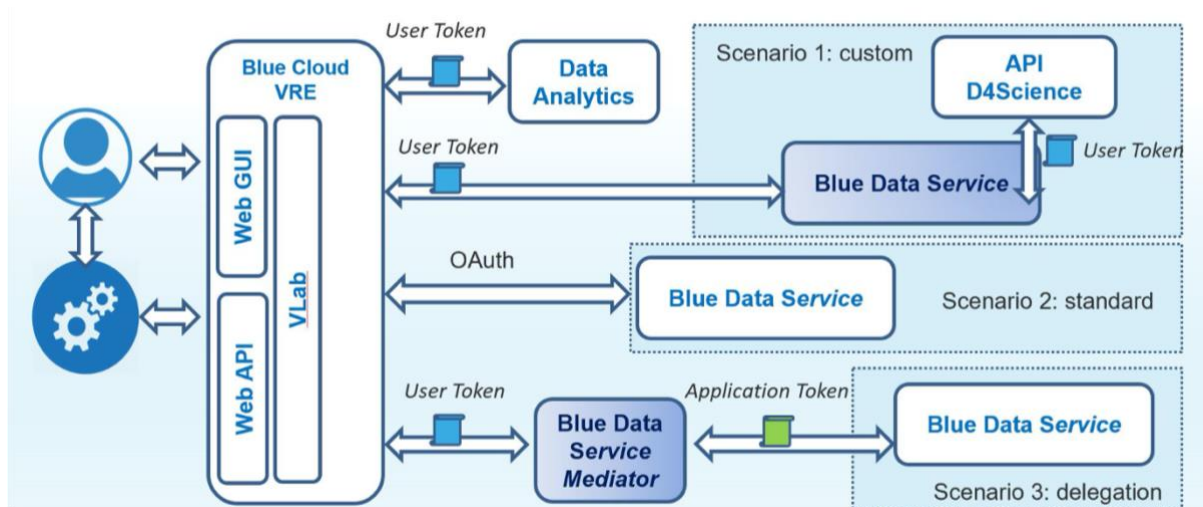 User Token
Blue Cloud
VRE
Data
Analytics
Scenario 1: custom
API
D4Science
User Token
User Token
Web GUI
VLab
Blue Data Service
OAuth
Blue Data Service
Scenario 2: standard
Web API
User Token
Application Token
Blue Data
Service
Mediator
Blue Data Service
Scenario 3: delegation